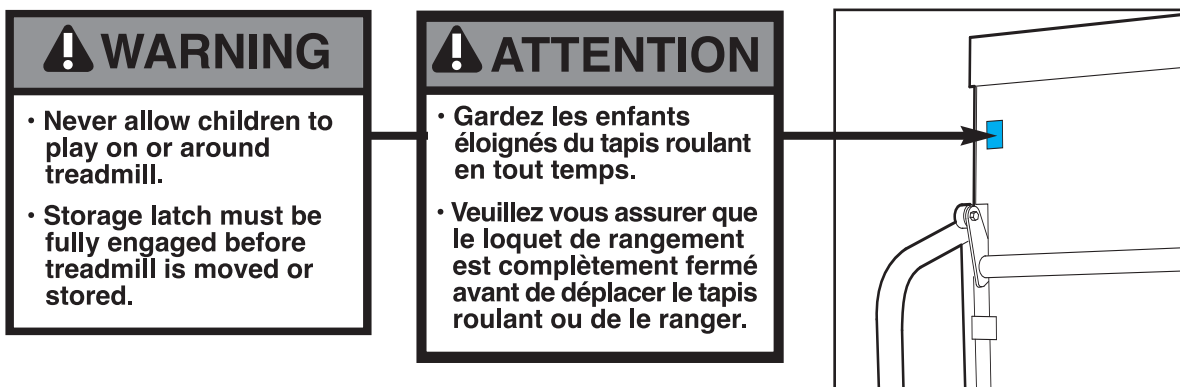 WARNING
· Never allow children to
play on or around
treadmill.
· Storage latch must be
fully engaged before
treadmill is moved or
stored.
ATTENTION
· Gardez les enfants
éloignés du tapis roulant
en tout temps.
· Veuillez vous assurer que
le loquet de rangement
est complètement fermé
avant de déplacer le tapis
roulant ou de le ranger.